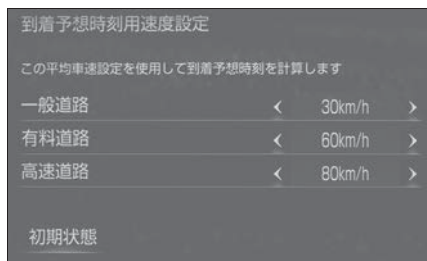 到着予想時刻用速度設定
この平均車速設定を使用して到着予想時刻を計算します
一般道路 < 30km/h >
有料道路 < 60km/h >
高速道路 < 80km/h >
初期状態